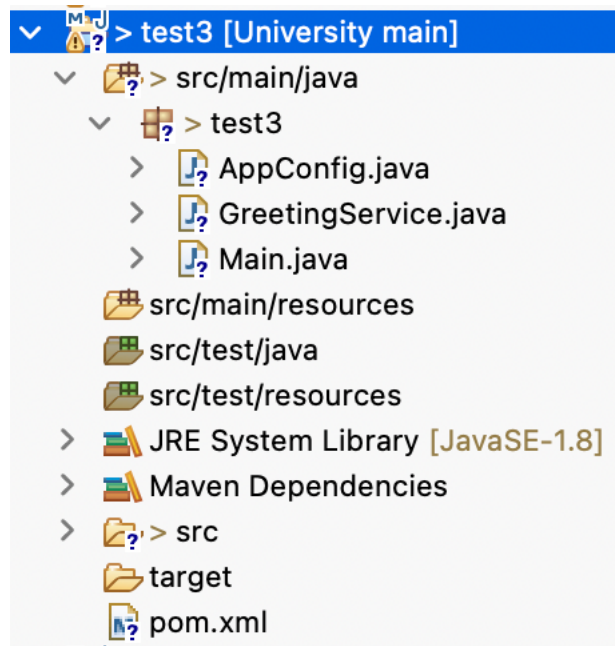 > test3 [University main]
> src/main/java
> test3
AppConfig.java
GreetingService.java
Main.java
src/main/resources
src/test/java
src/test/resources
JRE System Library [JavaSE-1.8]
Maven Dependencies
> src
target
pom.xml